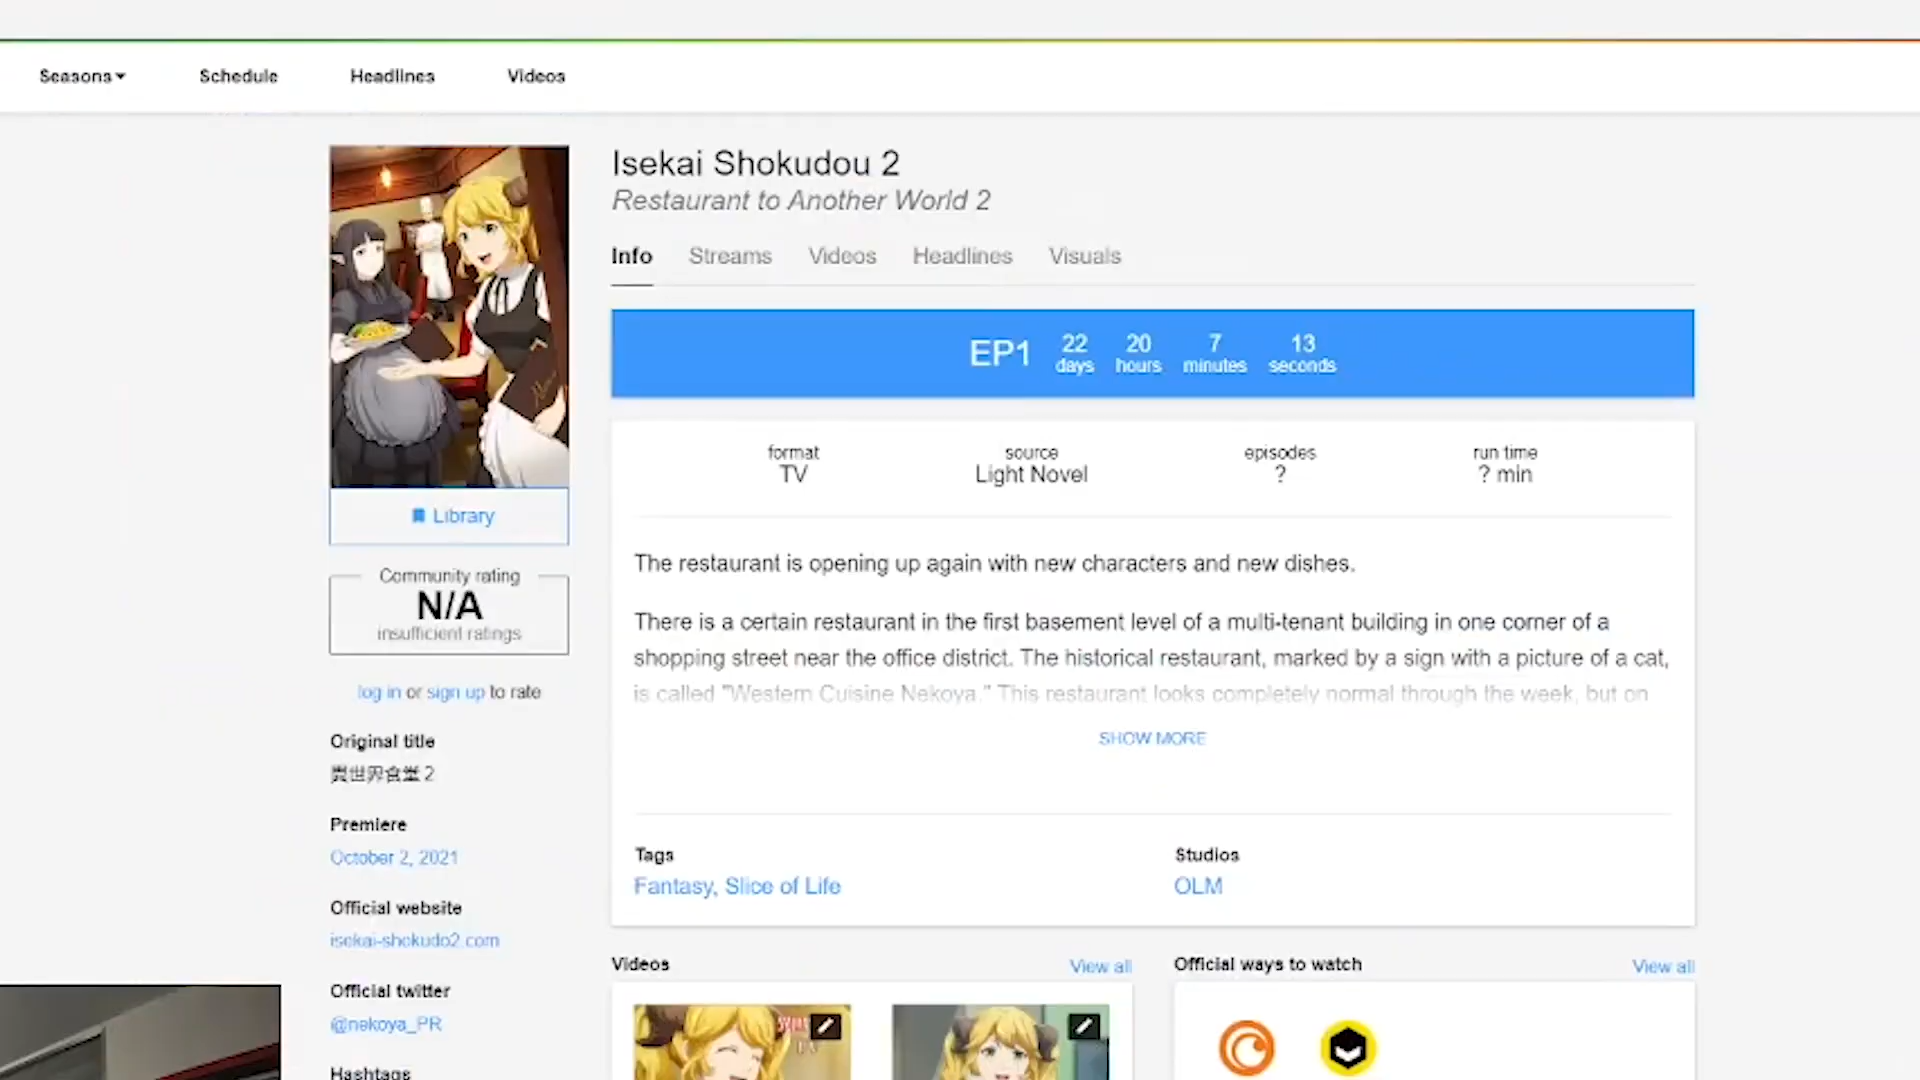 Seasons
Schedule
Headlines
Videos
Isekai Shokudou 2
Restaurant to Another World 2
Info
Streams
Videos
Headlines
Visuals
EP1
22 days
20 hours
7 minutes
13 seconds
format
TV
source
Light Novel
episodes
?
run time
? min
The restaurant is opening up again with new characters and new dishes.
There is a certain restaurant in the first basement level of a multi-tenant building in one corner of a
shopping street near the office district. The historical restaurant, marked by a sign with a picture of a cat,
is called "Western Cuisine Nekoya." This restaurant looks completely normal through the week, but on
SHOW MORE
Tags
Fantasy, Slice of Life
Studios
OLM
Library
Community rating
N/A
insufficient ratings
log in or sign up to rate
Original title
異世界食堂 2
Premiere
October 2, 2021
Official website
isekai-shokudo2.com
Official twitter
@nekoya_PR
Hashtags
Videos
View all
Official ways to watch
View all